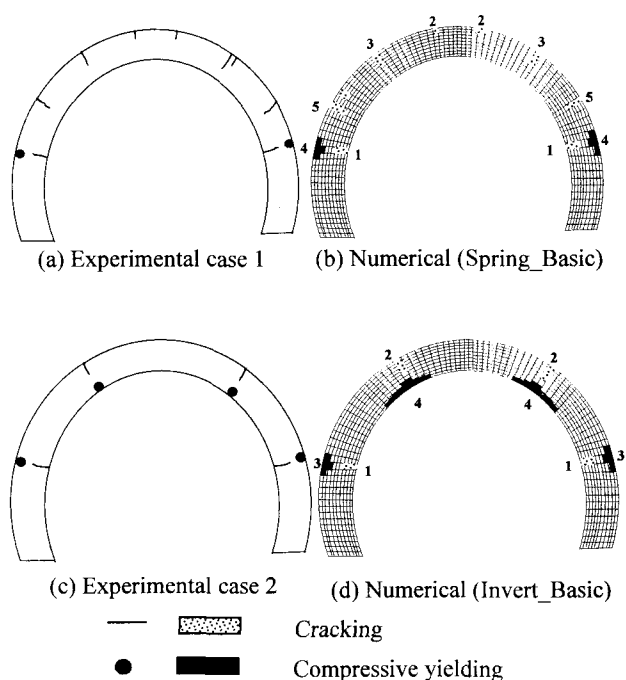 2 2
3 3
5 5
4 1 1 4
(a) Experimental case 1 (b) Numerical (Spring_Basic)
2 2
4 4
3 1 1 3
(c) Experimental case 2 (d) Numerical (Invert_Basic)
Cracking
Compressive yielding